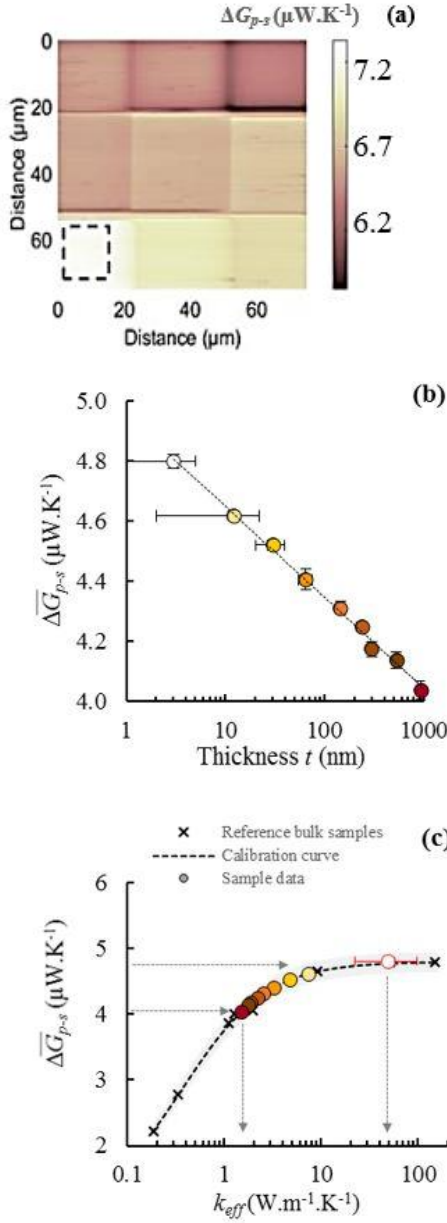 ΔGp-s (µW.K-1) (a)
7.2
6.7
6.2
0
20
40
60
Distance (µm)
0 20 40 60
Distance (µm)
(b)
5.0
4.8
4.6
4.4
4.2
4.0
ΔGp-s (µW.K-1)
1 10 100 1000
Thickness t (nm)
Reference bulk samples (c)
Calibration curve
Sample data
6
5
4
3
2
ΔGp-s (µW.K-1)
0.1 1 10 100
keff(W.m-1.K-1)